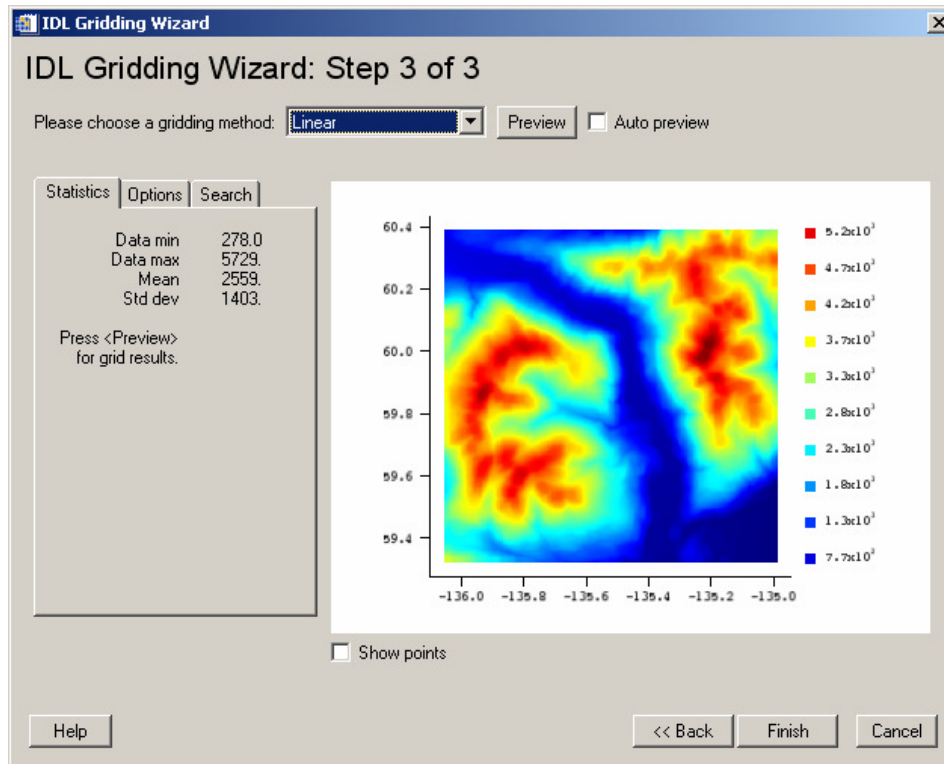 IDL Gridding Wizard
IDL Gridding Wizard: Step 3 of 3
Please choose a gridding method: Linear Preview Auto preview
Statistics Options Search
Data min 278.0
Data max 5729.
Mean 2559.
Std dev 1403.
Press <Preview>
for grid results.
60.4
60.2
60.0
59.8
59.6
59.4
-136.0 -135.8 -135.6 -135.4 -135.2 -135.0
5.2x10³
4.7x10³
4.2x10³
3.7x10³
3.3x10³
2.8x10³
2.3x10³
1.8x10³
1.3x10³
7.7x10³
Show points
Help << Back Finish Cancel